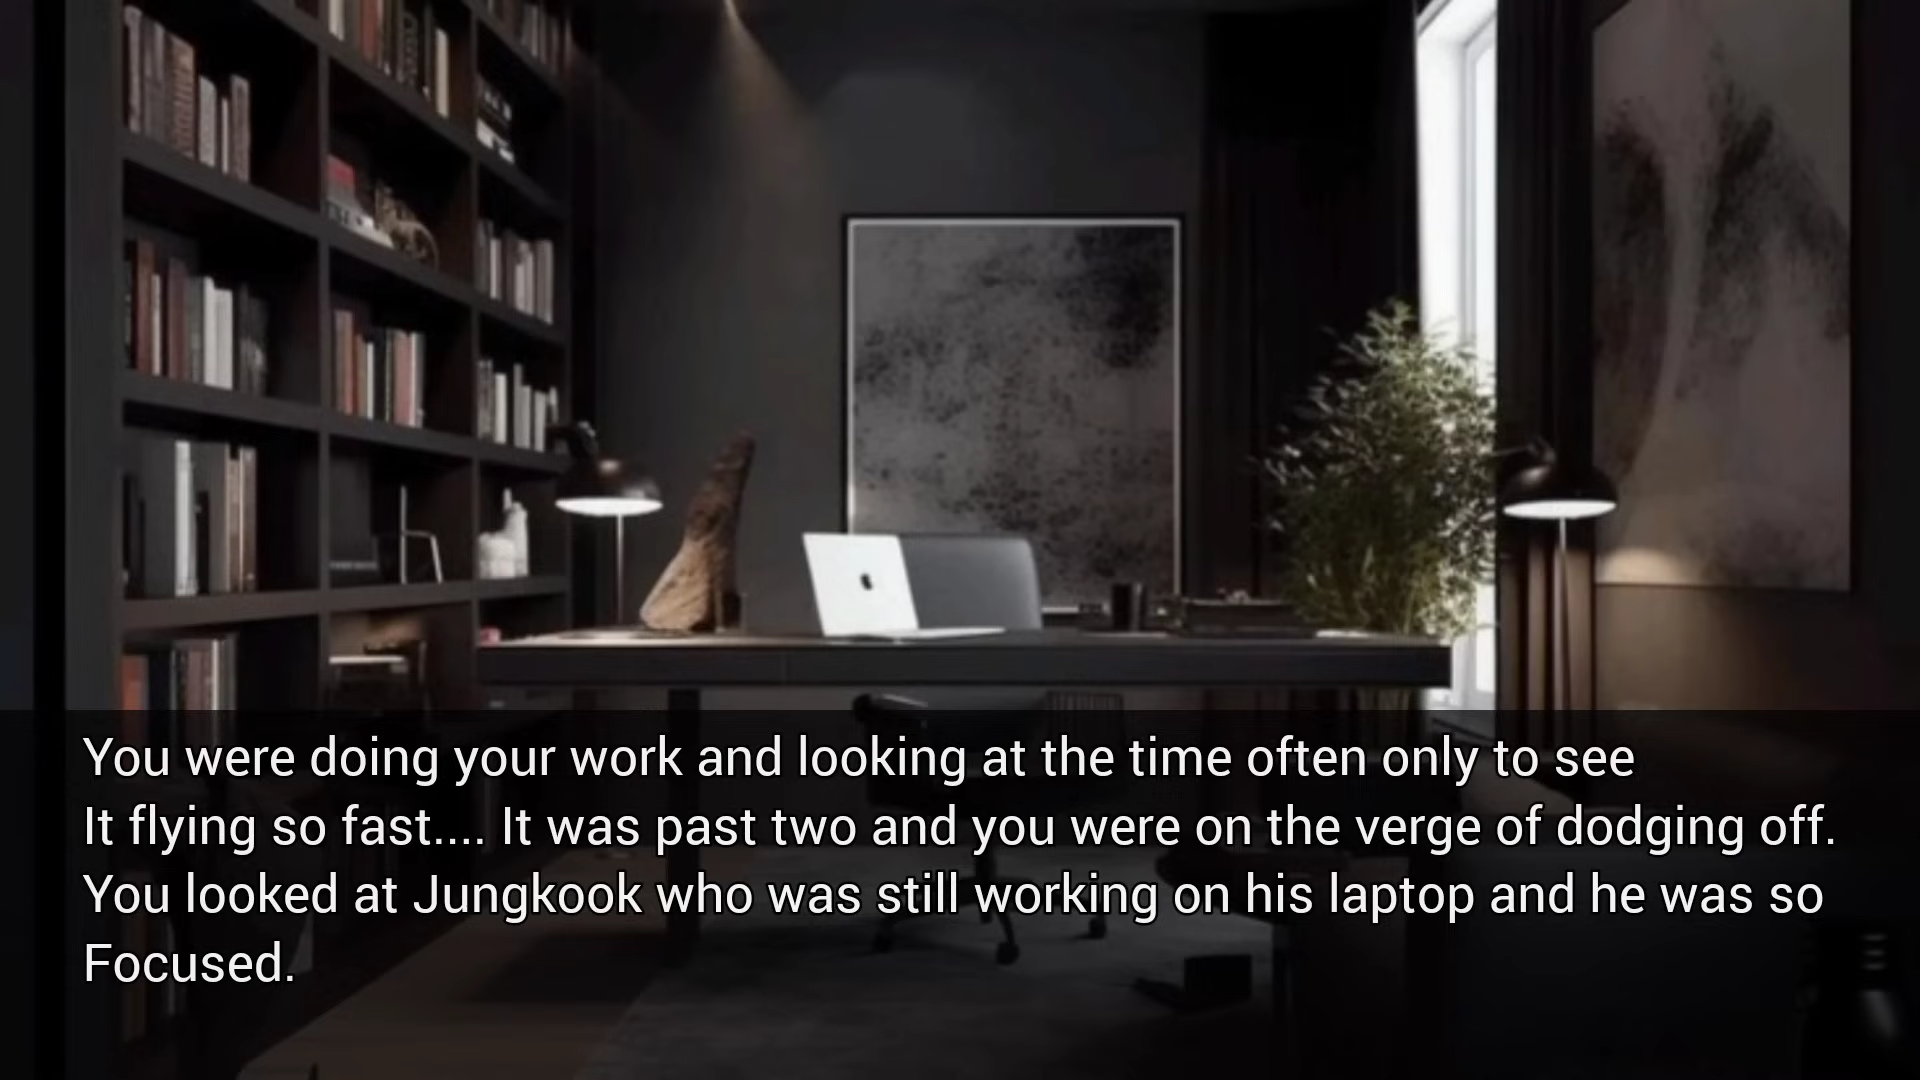 You were doing your work and looking at the time often only to see
It flying so fast.... It was past two and you were on the verge of dodging off.
You looked at Jungkook who was still working on his laptop and he was so
Focused.